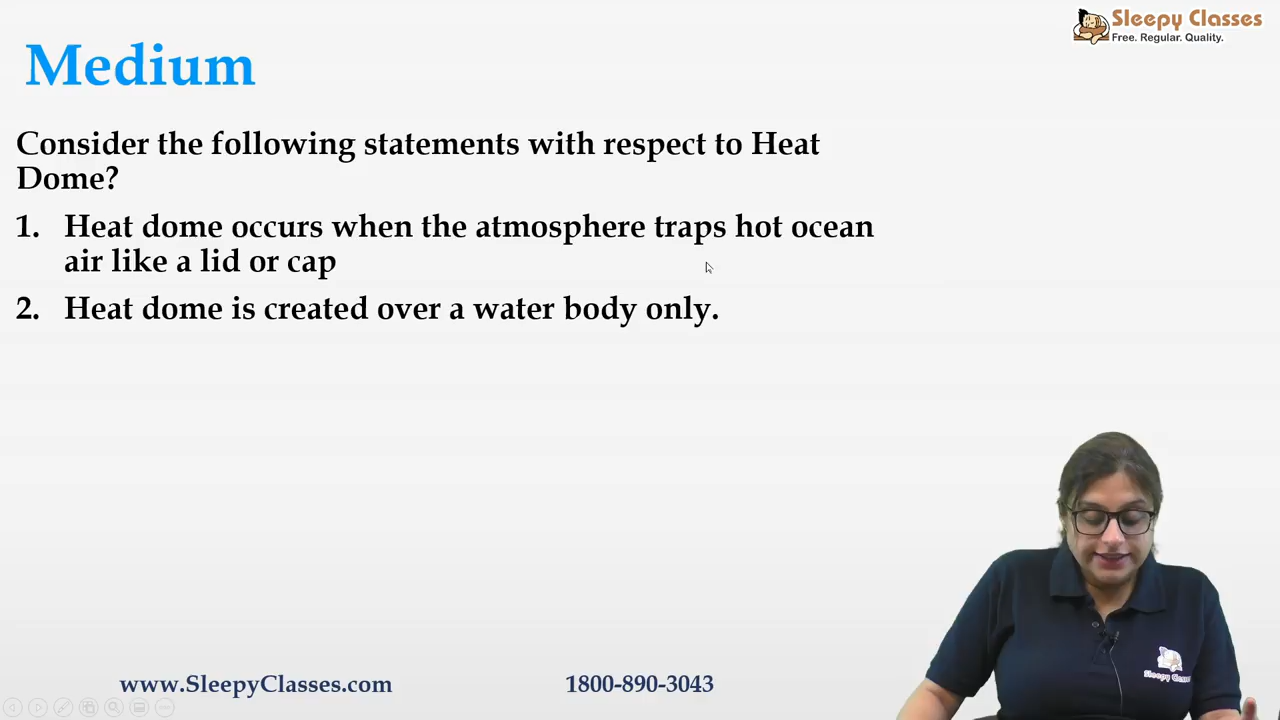 Sleepy Classes
Free. Regular. Quality.
Medium
Consider the following statements with respect to Heat
Dome?
1. Heat dome occurs when the atmosphere traps hot ocean
air like a lid or cap
2. Heat dome is created over a water body only.
Sleepy Classes
www.SleepyClasses.com
1800-890-3043